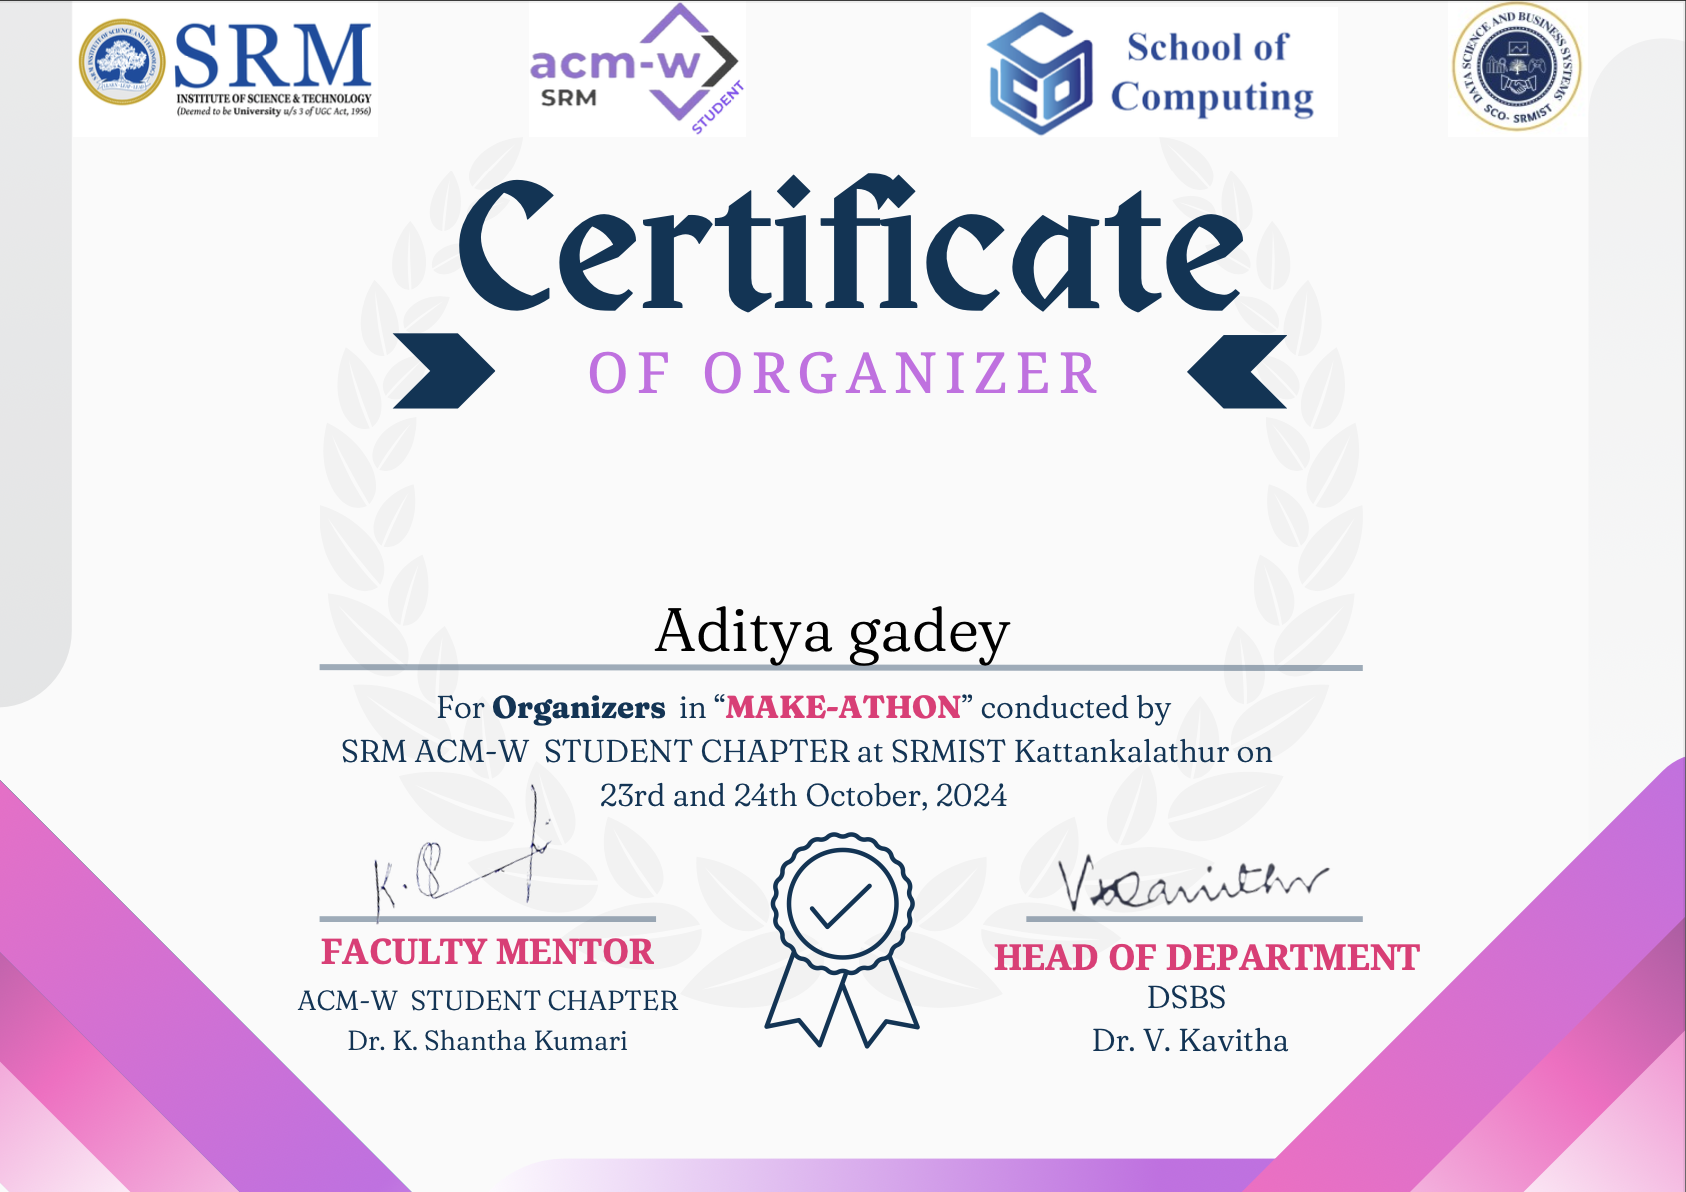 SRM
INSTITUTE OF SCIENCE & TECHNOLOGY
(Deemed to be University u/s 3 of UGC Act, 1956)
acm-w
SRM
STUDENT
School of
Computing
DATA SCIENCE AND BUSINESS SYSTEMS
SCO- SRMIST
Certificate
OF ORGANIZER
Aditya gadey
For Organizers in “MAKE-ATHON” conducted by
SRM ACM-W STUDENT CHAPTER at SRMIST Kattankalathur on
23rd and 24th October, 2024
FACULTY MENTOR
ACM-W STUDENT CHAPTER
Dr. K. Shantha Kumari
HEAD OF DEPARTMENT
DSBS
Dr. V. Kavitha